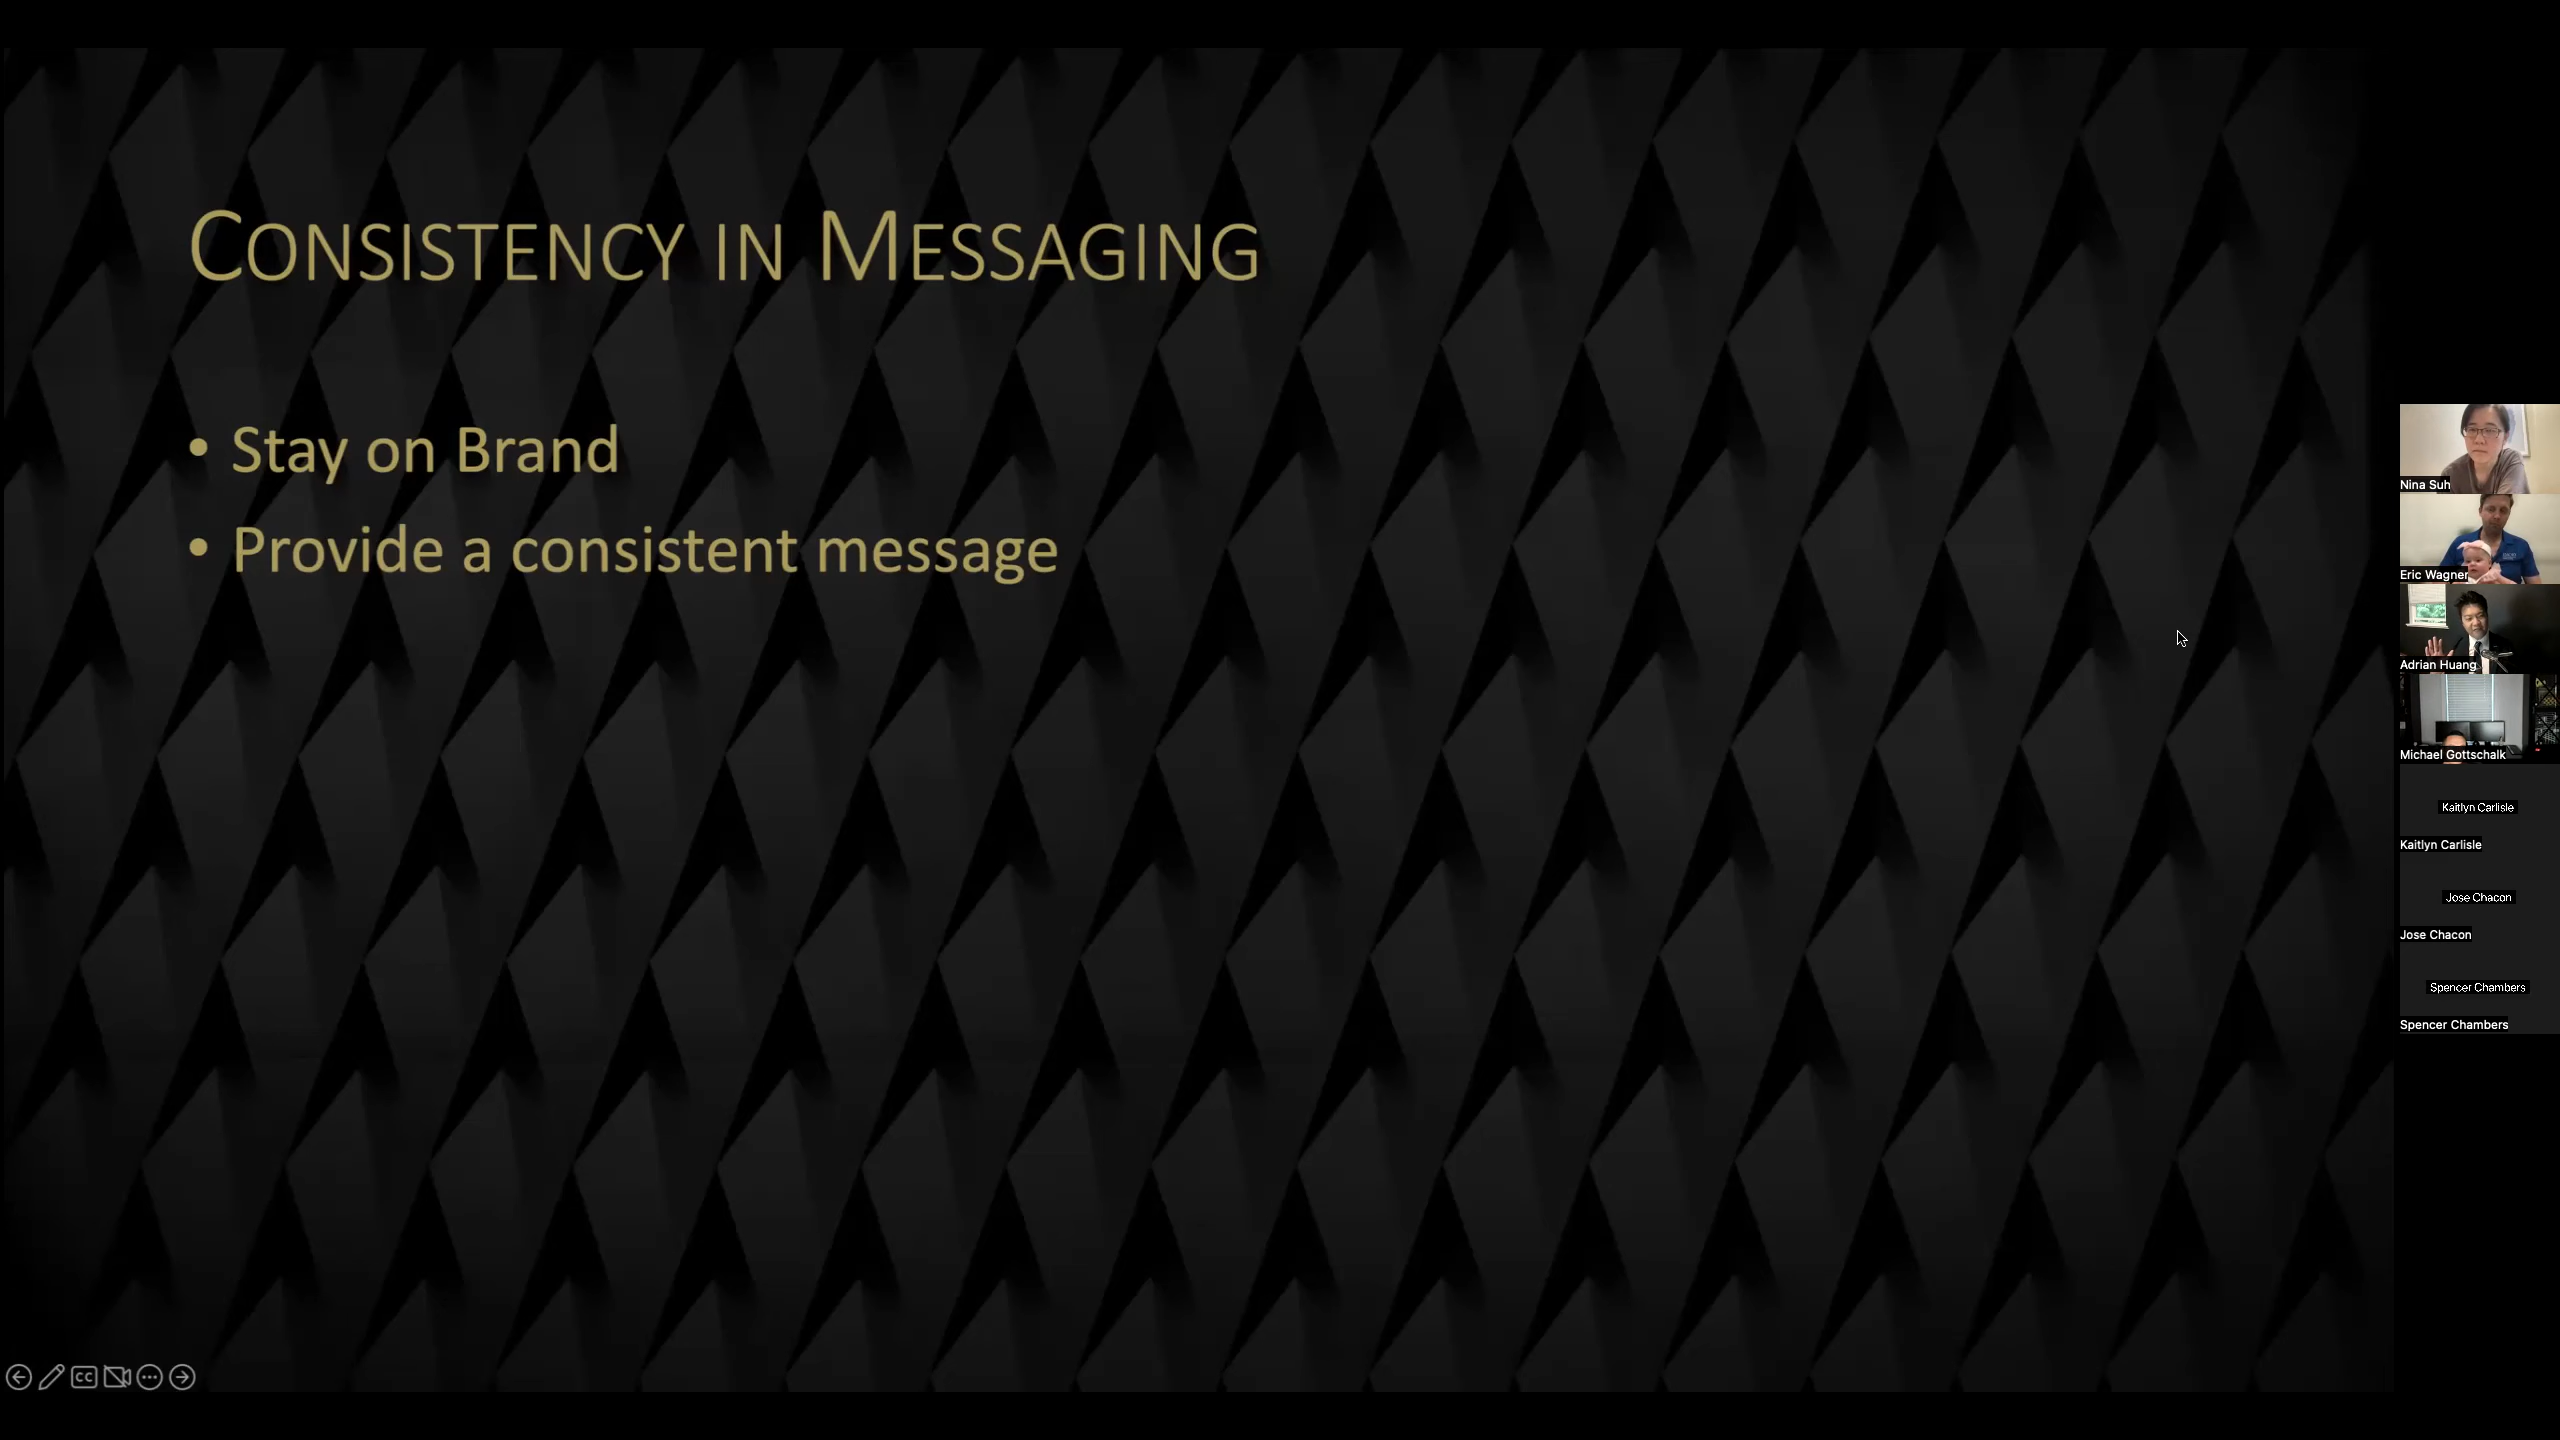 CONSISTENCY IN MESSAGING
• Stay on Brand
• Provide a consistent message
Nina Suh
Eric Wagner
Adrian Huang
Michael Gottschalk
Kaitlyn Carlisle
Kaitlyn Carlisle
Jose Chacon
Jose Chacon
Spencer Chambers
Spencer Chambers
CC